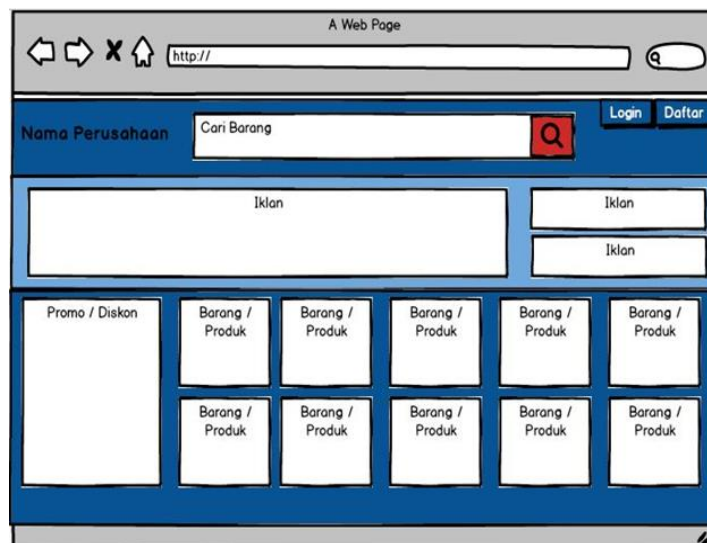 A Web Page
http://
Login Daftar
Nama Perusahaan
Cari Barang
Iklan
Iklan
Iklan
Promo / Diskon
Barang /
Produk
Barang /
Produk
Barang /
Produk
Barang /
Produk
Barang /
Produk
Barang /
Produk
Barang /
Produk
Barang /
Produk
Barang /
Produk
Barang /
Produk